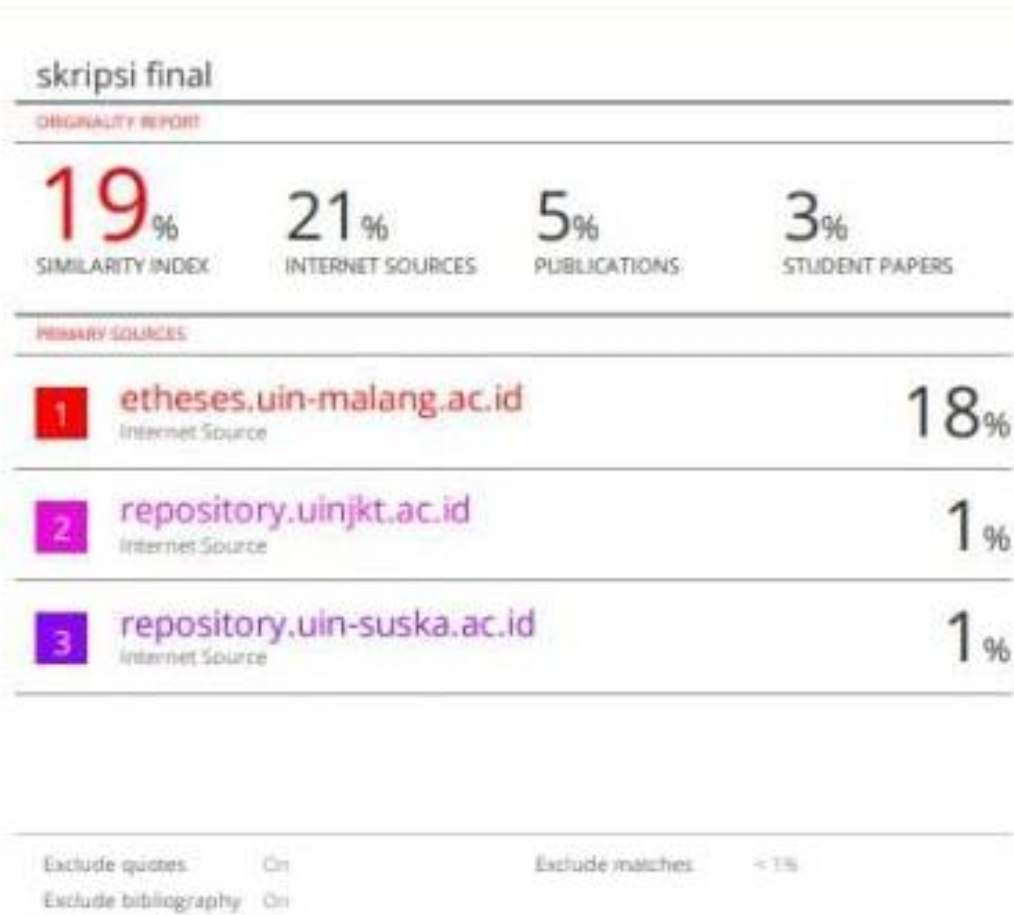 skripsi final
ORIGINALITY REPORT
19% 21% 5% 3%
SIMILARITY INDEX INTERNET SOURCES PUBLICATIONS STUDENT PAPERS
PRIMARY SOURCES
1 etheses.uin-malang.ac.id 18%
Internet Source
2 repository.uinjkt.ac.id 1%
Internet Source
3 repository.uin-suska.ac.id 1%
Internet Source
Exclude quotes On Exclude matches < 1%
Exclude bibliography On